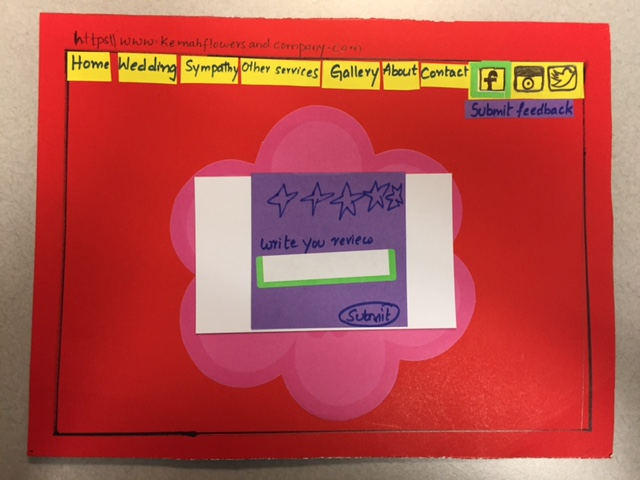 https\\www.kemahflowersandcompany.com
Home Wedding Sympathy Other services Gallery About Contact f
Submit feedback
Write you review
Submit